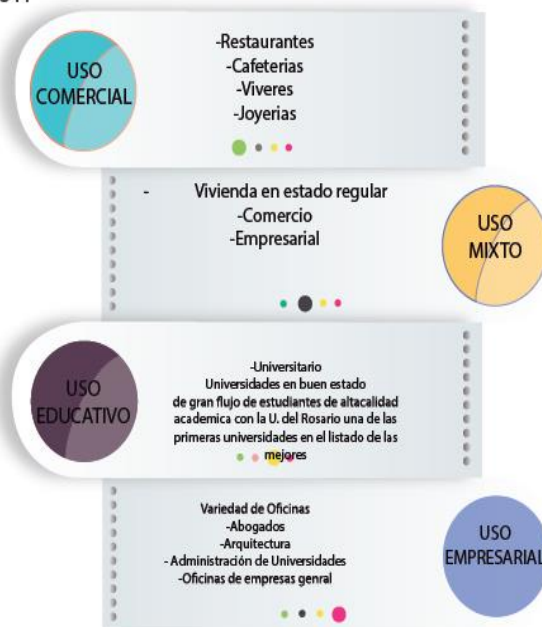 USO
COMERCIAL
-Restaurantes
-Cafeterias
-Viveres
-Joyerias
- Vivienda en estado regular
-Comercio
-Empresarial
USO
MIXTO
USO
EDUCATIVO
-Universitario
Universidades en buen estado
de gran flujo de estudiantes de altacalidad
academica con la U. del Rosario una de las
primeras universidades en el listado de las
mejores
Variedad de Oficinas
-Abogados
-Arquitectura
- Administración de Universidades
-Oficinas de empresas genral
USO
EMPRESARIAL